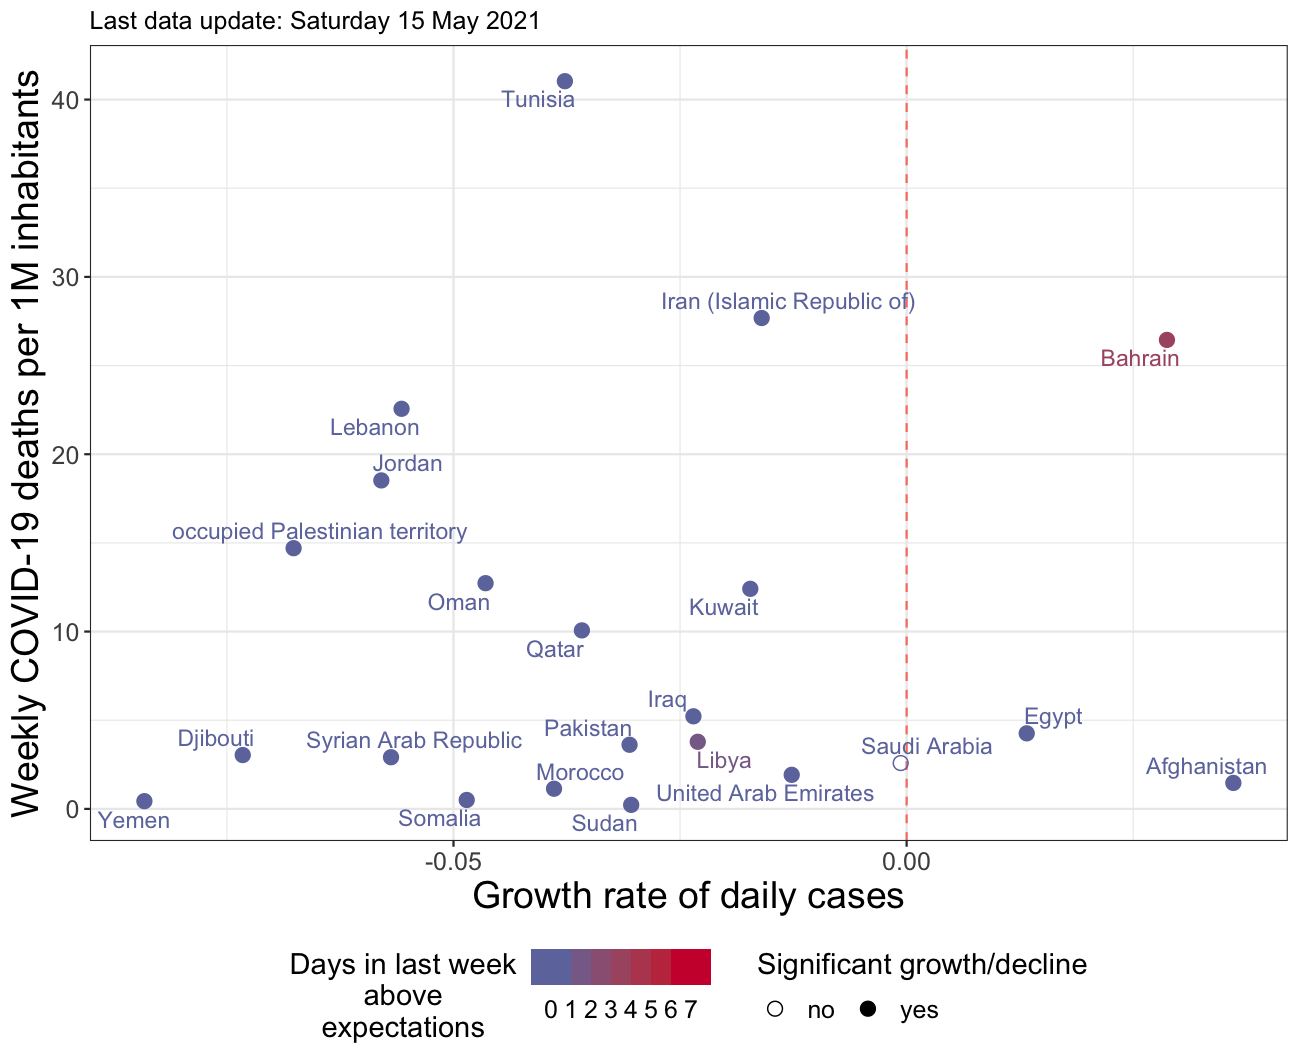 Last data update: Saturday 15 May 2021
Weekly COVID-19 deaths per 1M inhabitants
40
30
20
10
0
Tunisia
Iran (Islamic Republic of)
Bahrain
Lebanon
Jordan
occupied Palestinian territory
Oman
Kuwait
Qatar
Iraq
Egypt
Pakistan
Djibouti
Syrian Arab Republic
Saudi Arabia
Libya
Afghanistan
Morocco
United Arab Emirates
Yemen
Somalia
Sudan
-0.05
0.00
Growth rate of daily cases
Days in last week
above
expectations
0 1 2 3 4 5 6 7
Significant growth/decline
no
yes